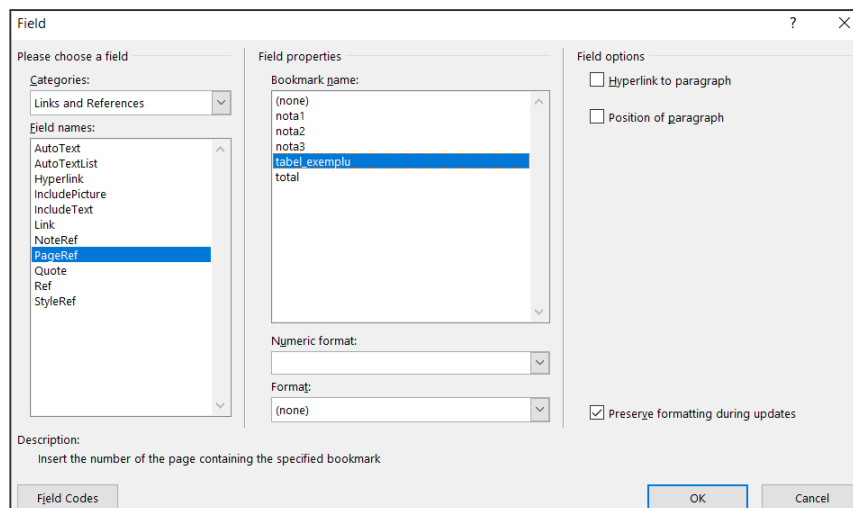 Field
Please choose a field
Categories:
Links and References
Field names:
AutoText
AutoTextList
Hyperlink
IncludePicture
IncludeText
Link
NoteRef
PageRef
Quote
Ref
StyleRef
Field properties
Bookmark name:
(none)
nota1
nota2
nota3
tabel_exemplu
total
Numeric format:
Format:
(none)
Field options
Hyperlink to paragraph
Position of paragraph
Preserve formatting during updates
Description:
Insert the number of the page containing the specified bookmark
Field Codes
OK
Cancel